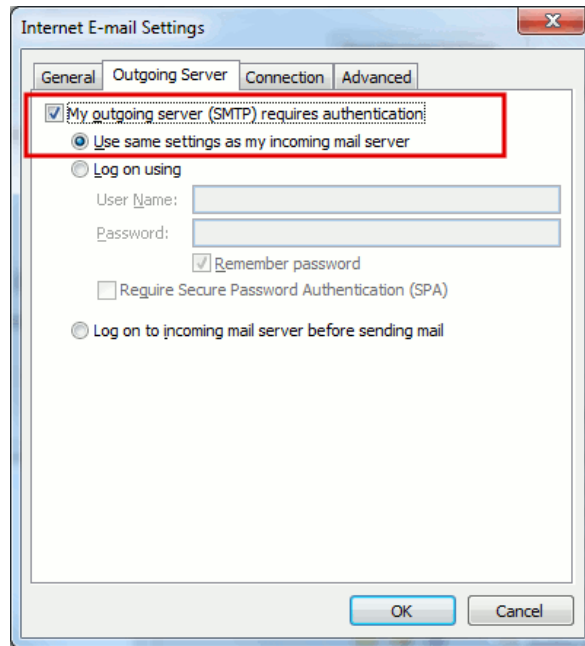 Internet E-mail Settings
General Outgoing Server Connection Advanced
My outgoing server (SMTP) requires authentication
Use same settings as my incoming mail server
Log on using
User Name:
Password:
Remember password
Require Secure Password Authentication (SPA)
Log on to incoming mail server before sending mail
OK Cancel